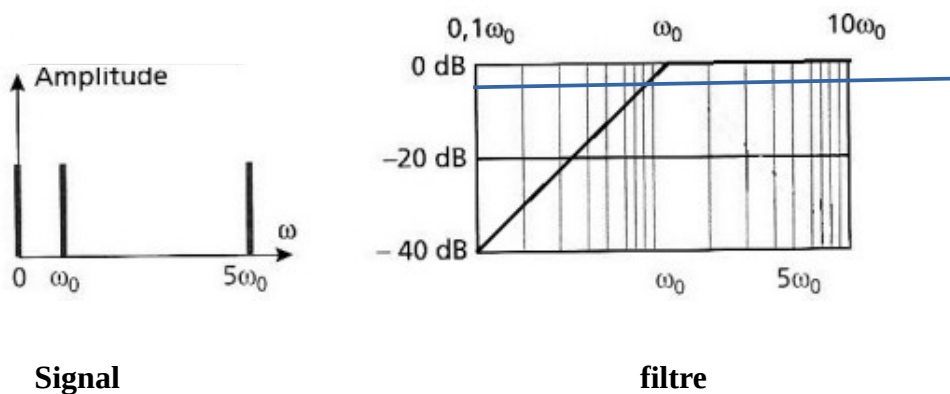 Amplitude
ω
0 ω₀ 5ω₀
0,1ω₀ ω₀ 10ω₀
0 dB
−20 dB
− 40 dB
ω₀ 5ω₀
Signal filtre